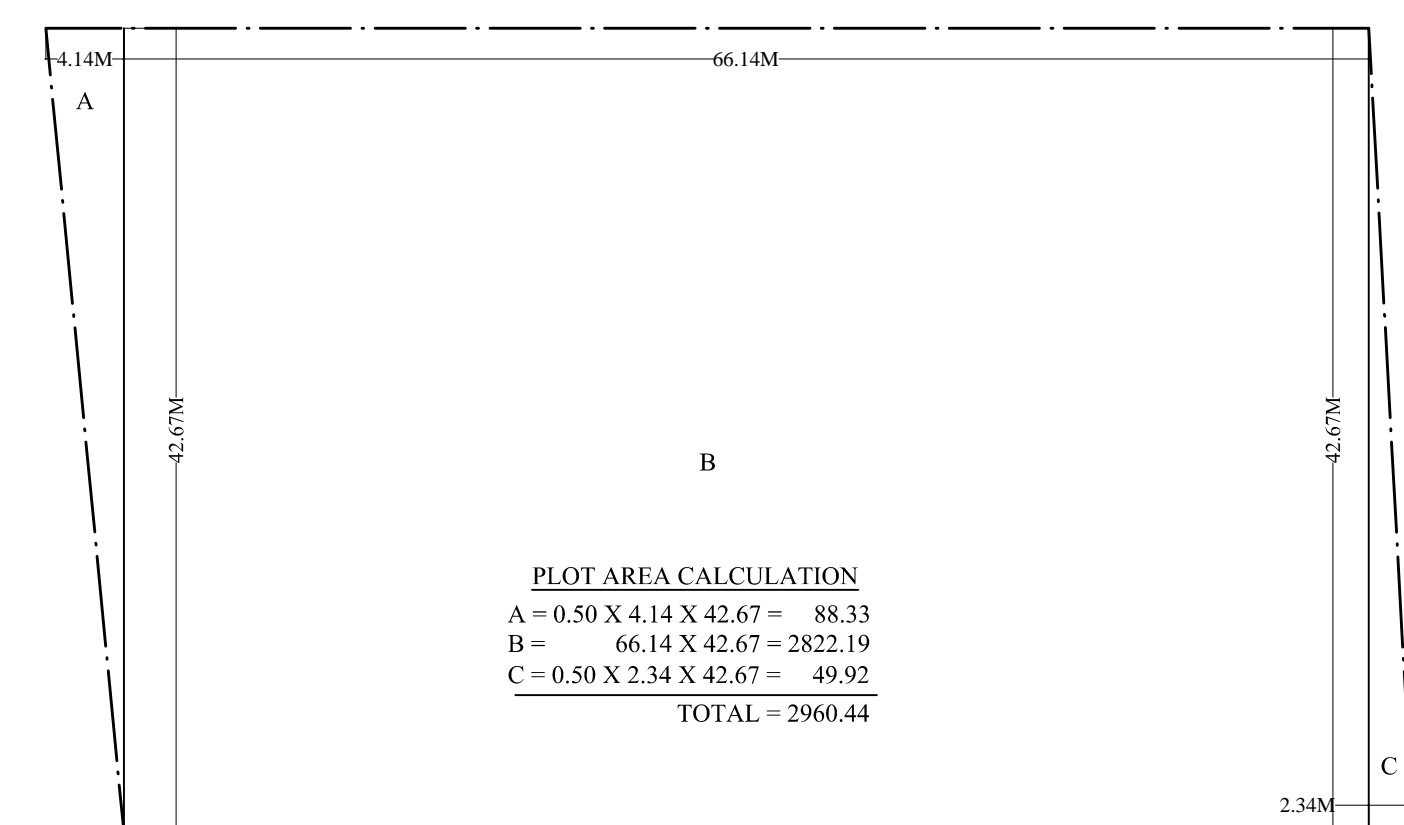 4.14M 66.14M
A
42.67M 42.67M
B
PLOT AREA CALCULATION
A = 0.50 X 4.14 X 42.67 = 88.33
B = 66.14 X 42.67 = 2822.19
C = 0.50 X 2.34 X 42.67 = 49.92
TOTAL = 2960.44
C
2.34M